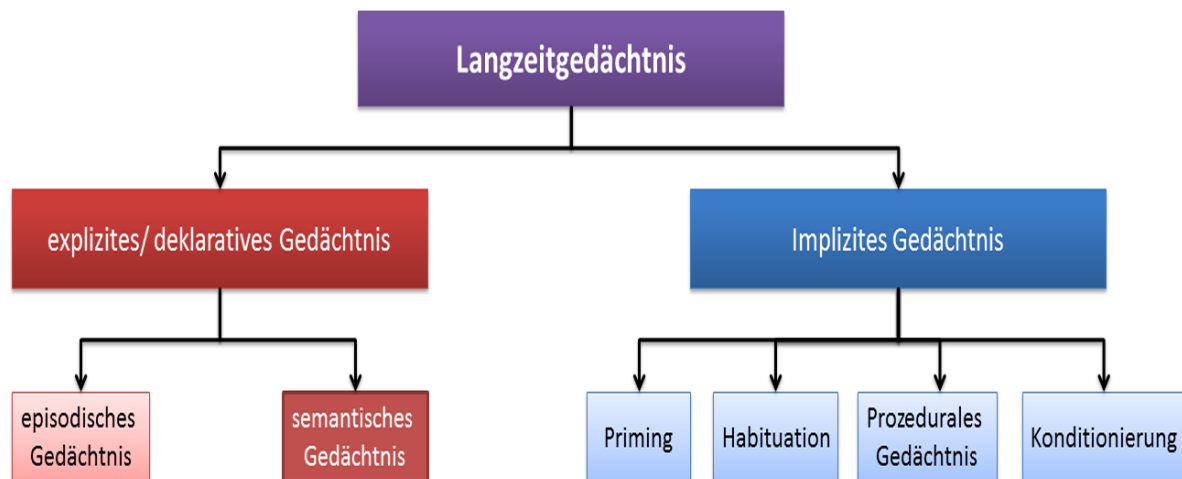 Langzeitgedächtnis
explizites/ deklaratives Gedächtnis
Implizites Gedächtnis
episodisches
Gedächtnis
semantisches
Gedächtnis
Priming
Habituation
Prozedurales
Gedächtnis
Konditionierung